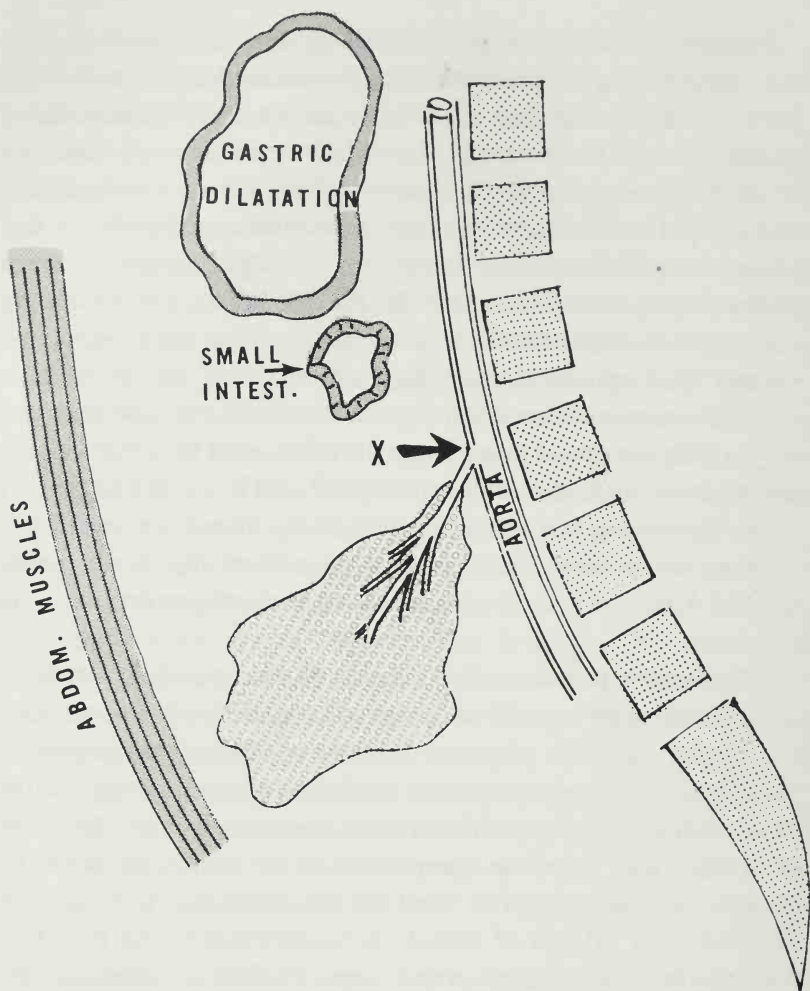 GASTRIC
DILATATION
SMALL
INTEST.
X
AORTA
ABDOM. MUSCLES